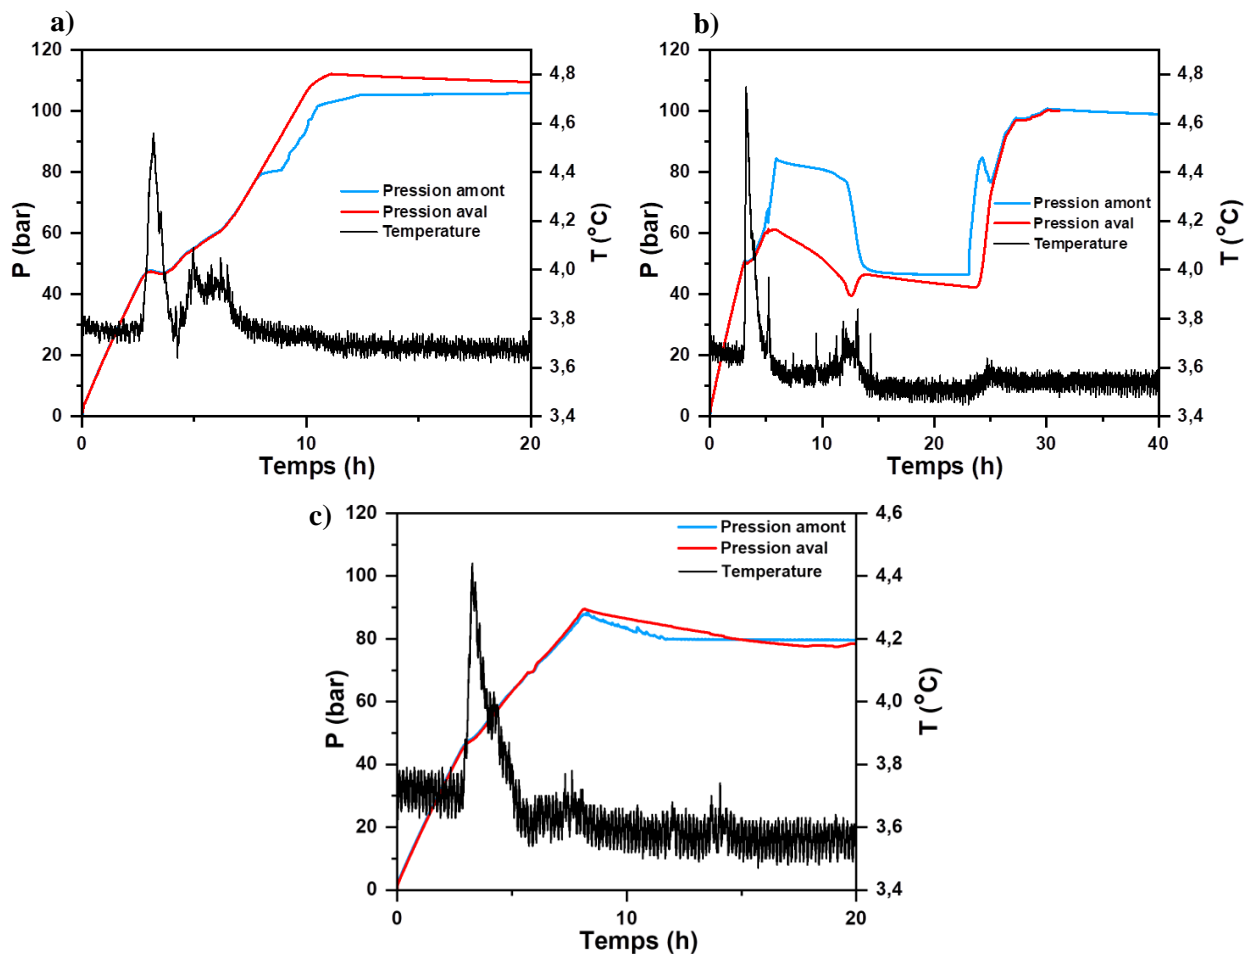 a)
120
100
80
60
40
20
0
P (bar)
0
10
20
Temps (h)
4,8
4,6
4,4
4,2
4,0
3,8
3,6
3,4
T (°C)
Pression amont
Pression aval
Temperature
b)
120
100
80
60
40
20
0
P (bar)
0
10
20
30
40
Temps (h)
4,8
4,6
4,4
4,2
4,0
3,8
3,6
3,4
T (°C)
Pression amont
Pression aval
Temperature
c)
120
100
80
60
40
20
0
P (bar)
0
10
20
Temps (h)
4,6
4,4
4,2
4,0
3,8
3,6
3,4
T (°C)
Pression amont
Pression aval
Temperature